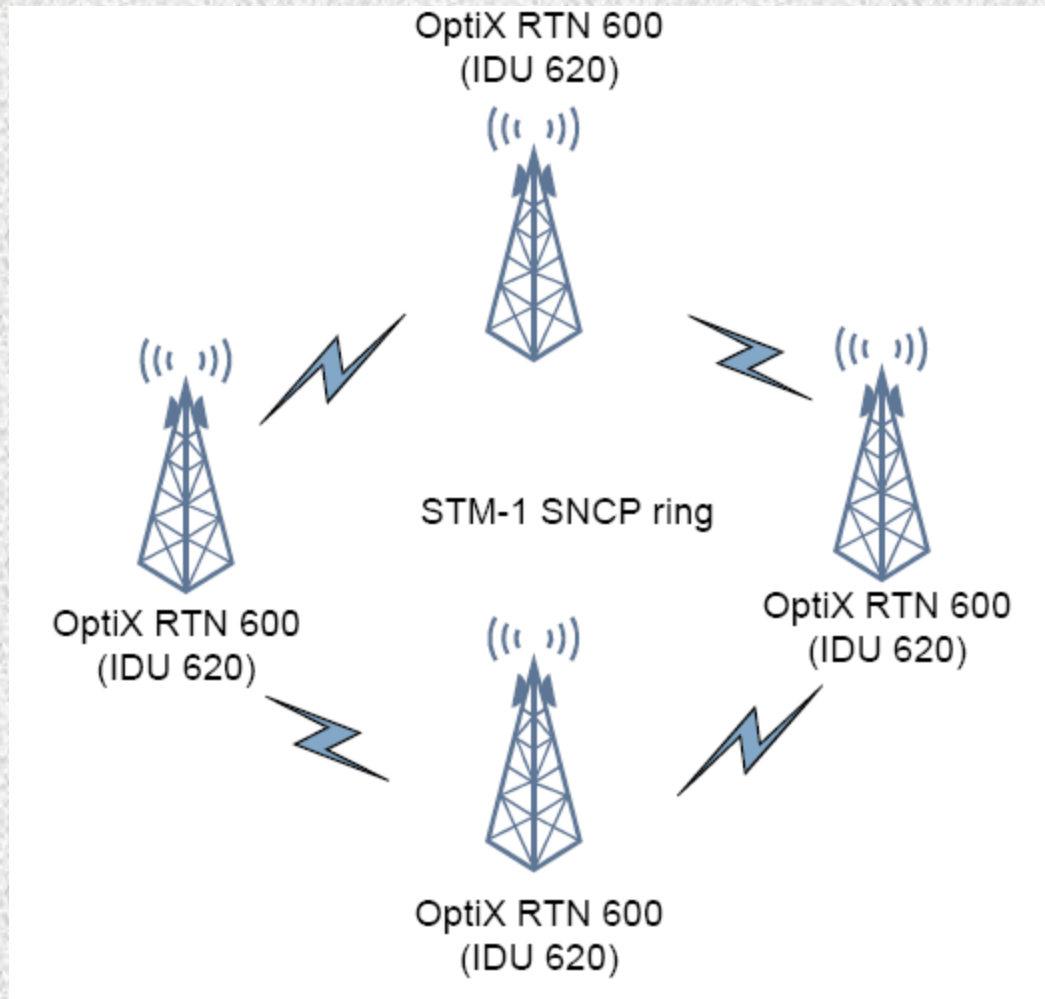 OptiX RTN 600
(IDU 620)
STM-1 SNCP ring
OptiX RTN 600
(IDU 620)
OptiX RTN 600
(IDU 620)
OptiX RTN 600
(IDU 620)